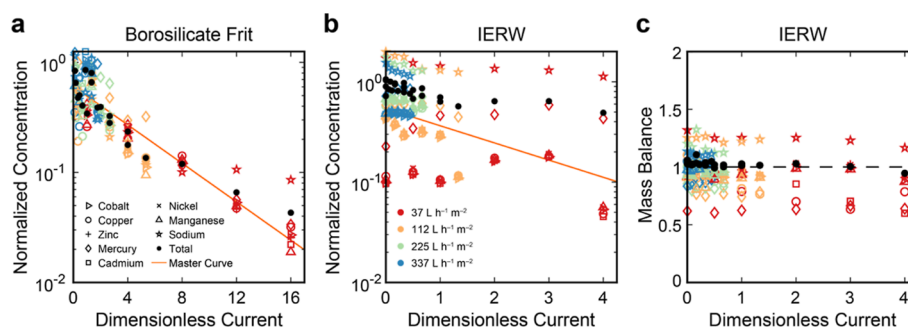 a Borosilicate Frit
Normalized Concentration
10⁰
10⁻¹
10⁻²
Cobalt
Copper
Zinc
Mercury
Cadmium
Nickel
Manganese
Sodium
Total
Master Curve
0 4 8 12 16
Dimensionless Current
b IERW
Normalized Concentration
10⁰
10⁻¹
10⁻²
37 L h⁻¹ m⁻²
112 L h⁻¹ m⁻²
225 L h⁻¹ m⁻²
337 L h⁻¹ m⁻²
0 1 2 3 4
Dimensionless Current
c IERW
Mass Balance
2
1.5
1
0.5
0
0 1 2 3 4
Dimensionless Current